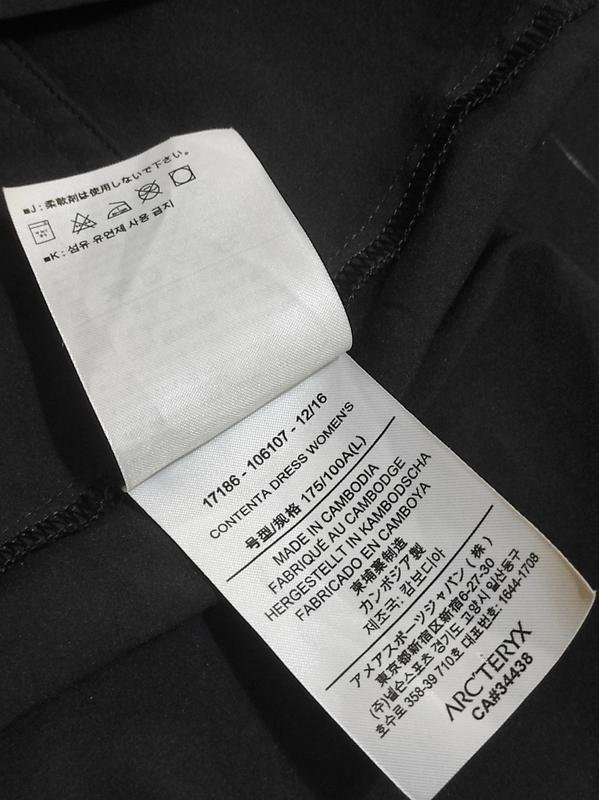 ■J : 柔軟剤は使用しないで下さい。
■K : 섬유 유연제 사용 금지
17186 - 106107 - 12/16
CONTENTA DRESS WOMEN'S
号型/规格 175/100A(L)
MADE IN CAMBODIA
FABRIQUÉ AU CAMBODGE
HERGESTELLT IN KAMBODSCHA
FABRICADO EN CAMBOYA
柬埔寨制造
カンボジア製
제조국: 캄보디아
アメアスポーツジャパン ( 株 )
東京都新宿区新宿6-27-30
(주)넬슨스포츠 경기도 고양시 일산동구
호수로 358-39 710호 대표번호: 1644-1708
ARC'TERYX
CA#34438